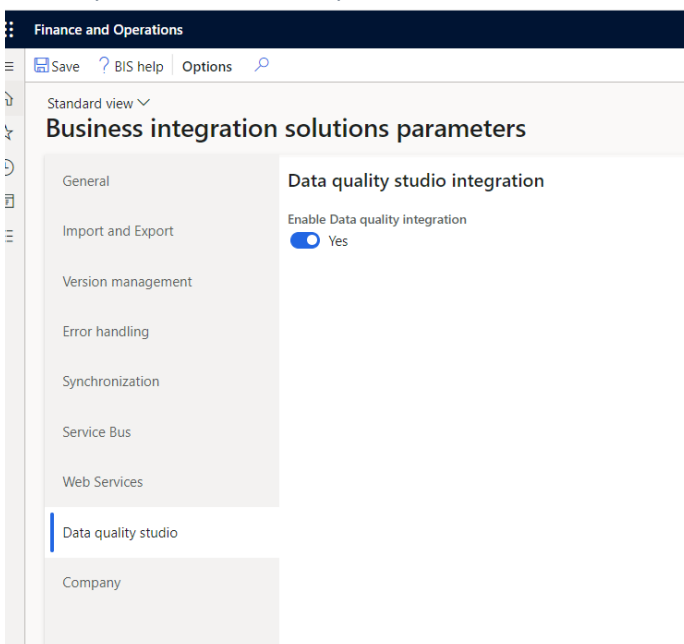 Finance and Operations
Save ? BIS help Options
Standard view
Business integration solutions parameters
General
Import and Export
Version management
Error handling
Synchronization
Service Bus
Web Services
Data quality studio
Company
Data quality studio integration
Enable Data quality integration
Yes